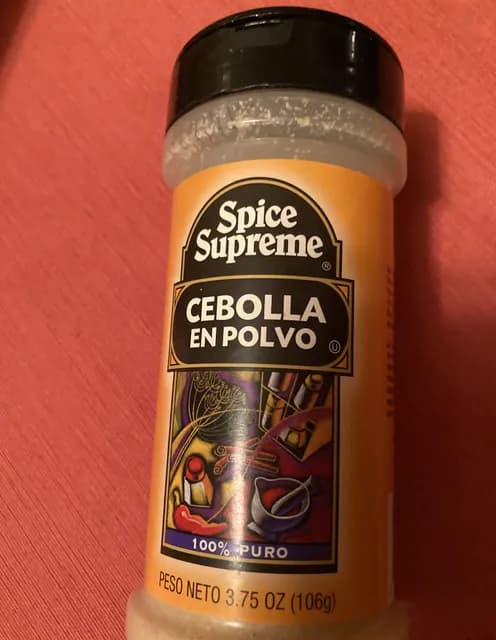 Spice
Supreme®
CEBOLLA
EN POLVO Ⓤ
100% PURO
PESO NETO 3.75 OZ (106g)